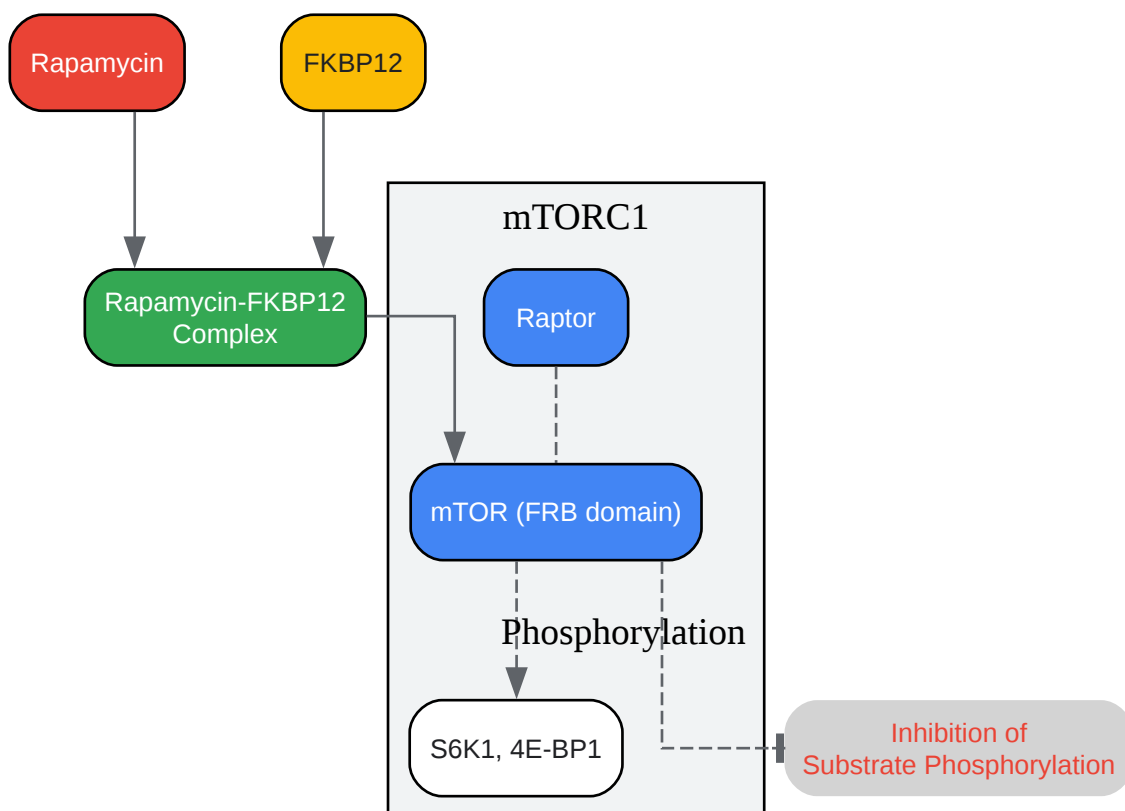 Rapamycin
FKBP12
mTORC1
Rapamycin-FKBP12
Complex
Raptor
mTOR (FRB domain)
Phosphorylation
S6K1, 4E-BP1
Inhibition of
Substrate Phosphorylation